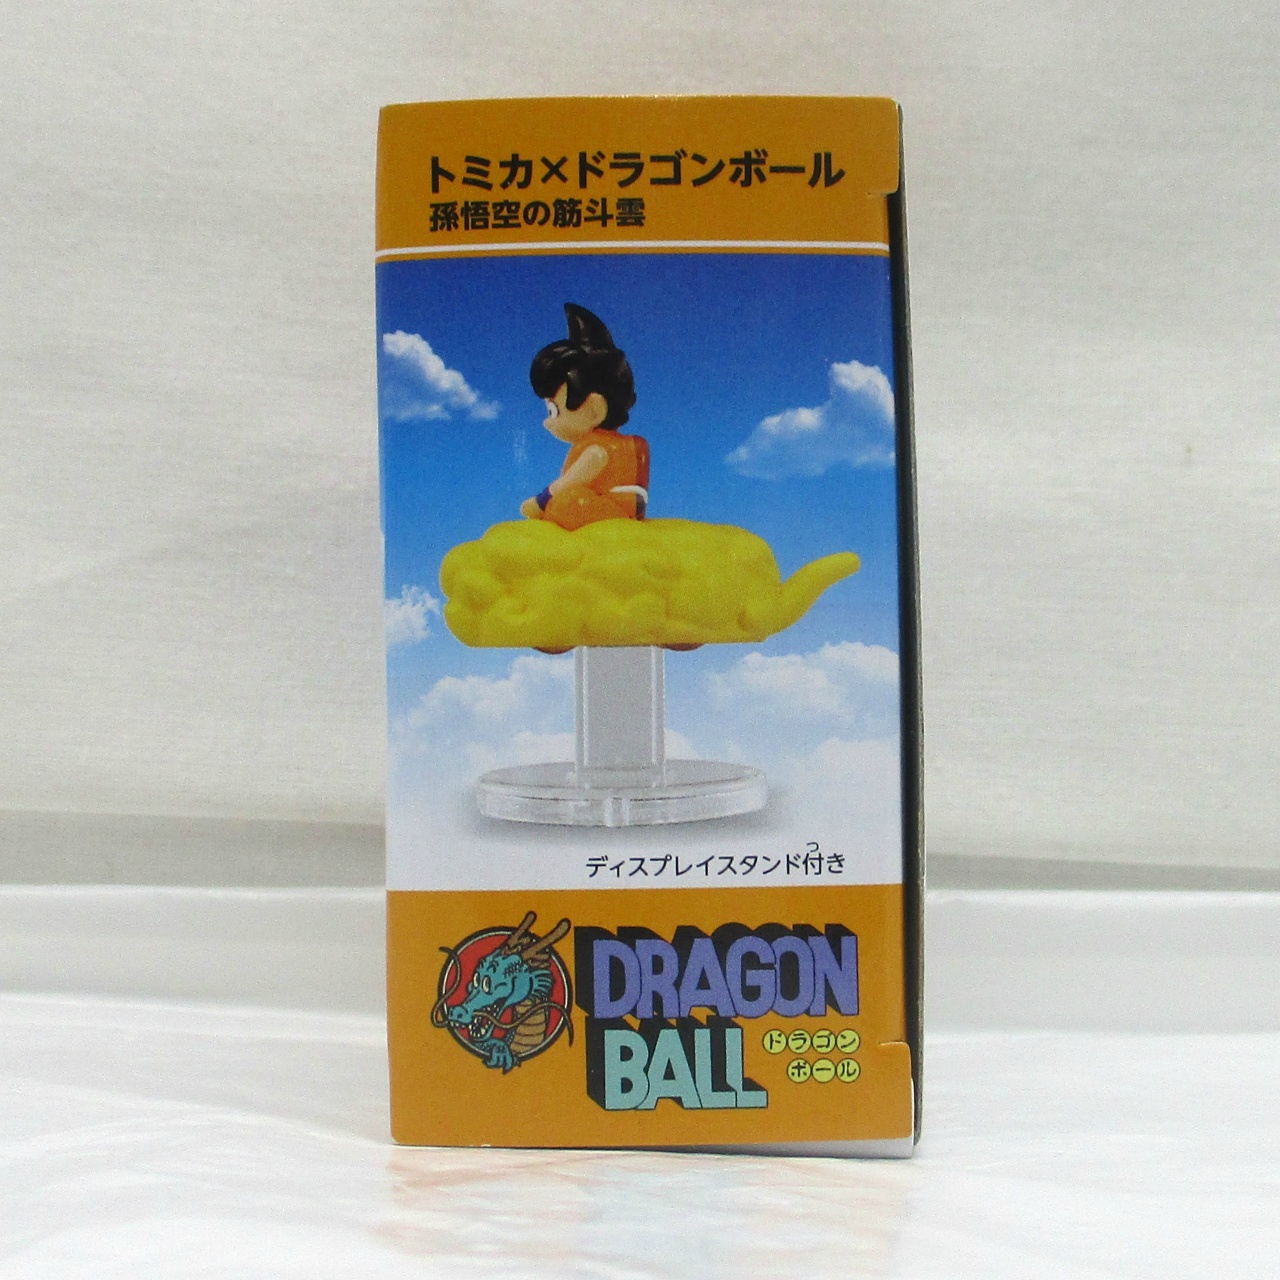 トミカ×ドラゴンボール
孫悟空の筋斗雲
ディスプレイスタンド付き
つ
DRAGON
BALL
ドラゴン
ボール